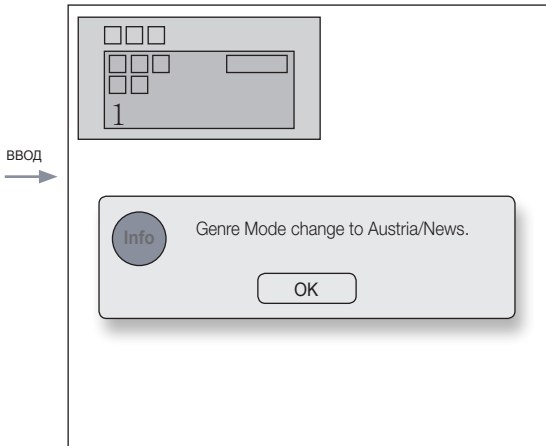 1
ВВОД
Info
Genre Mode change to Austria/News.
OK